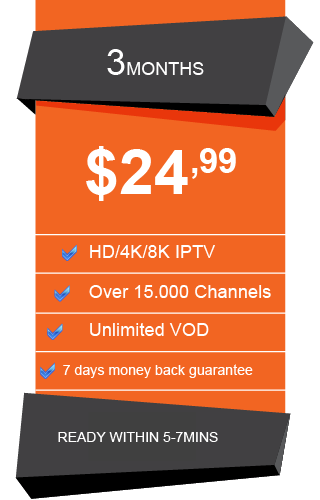 3MONTHS
$24,99
HD/4K/8K IPTV
Over 15.000 Channels
Unlimited VOD
7 days money back guarantee
READY WITHIN 5-7MINS